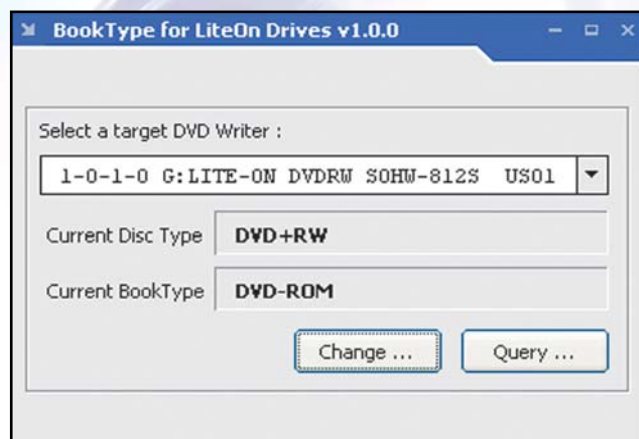 BookType for LiteOn Drives v1.0.0
Select a target DVD Writer :
1-0-1-0 G:LITE-ON DVDRW SOHW-812S US01
Current Disc Type DVD+RW
Current BookType DVD-ROM
Change ... Query ...